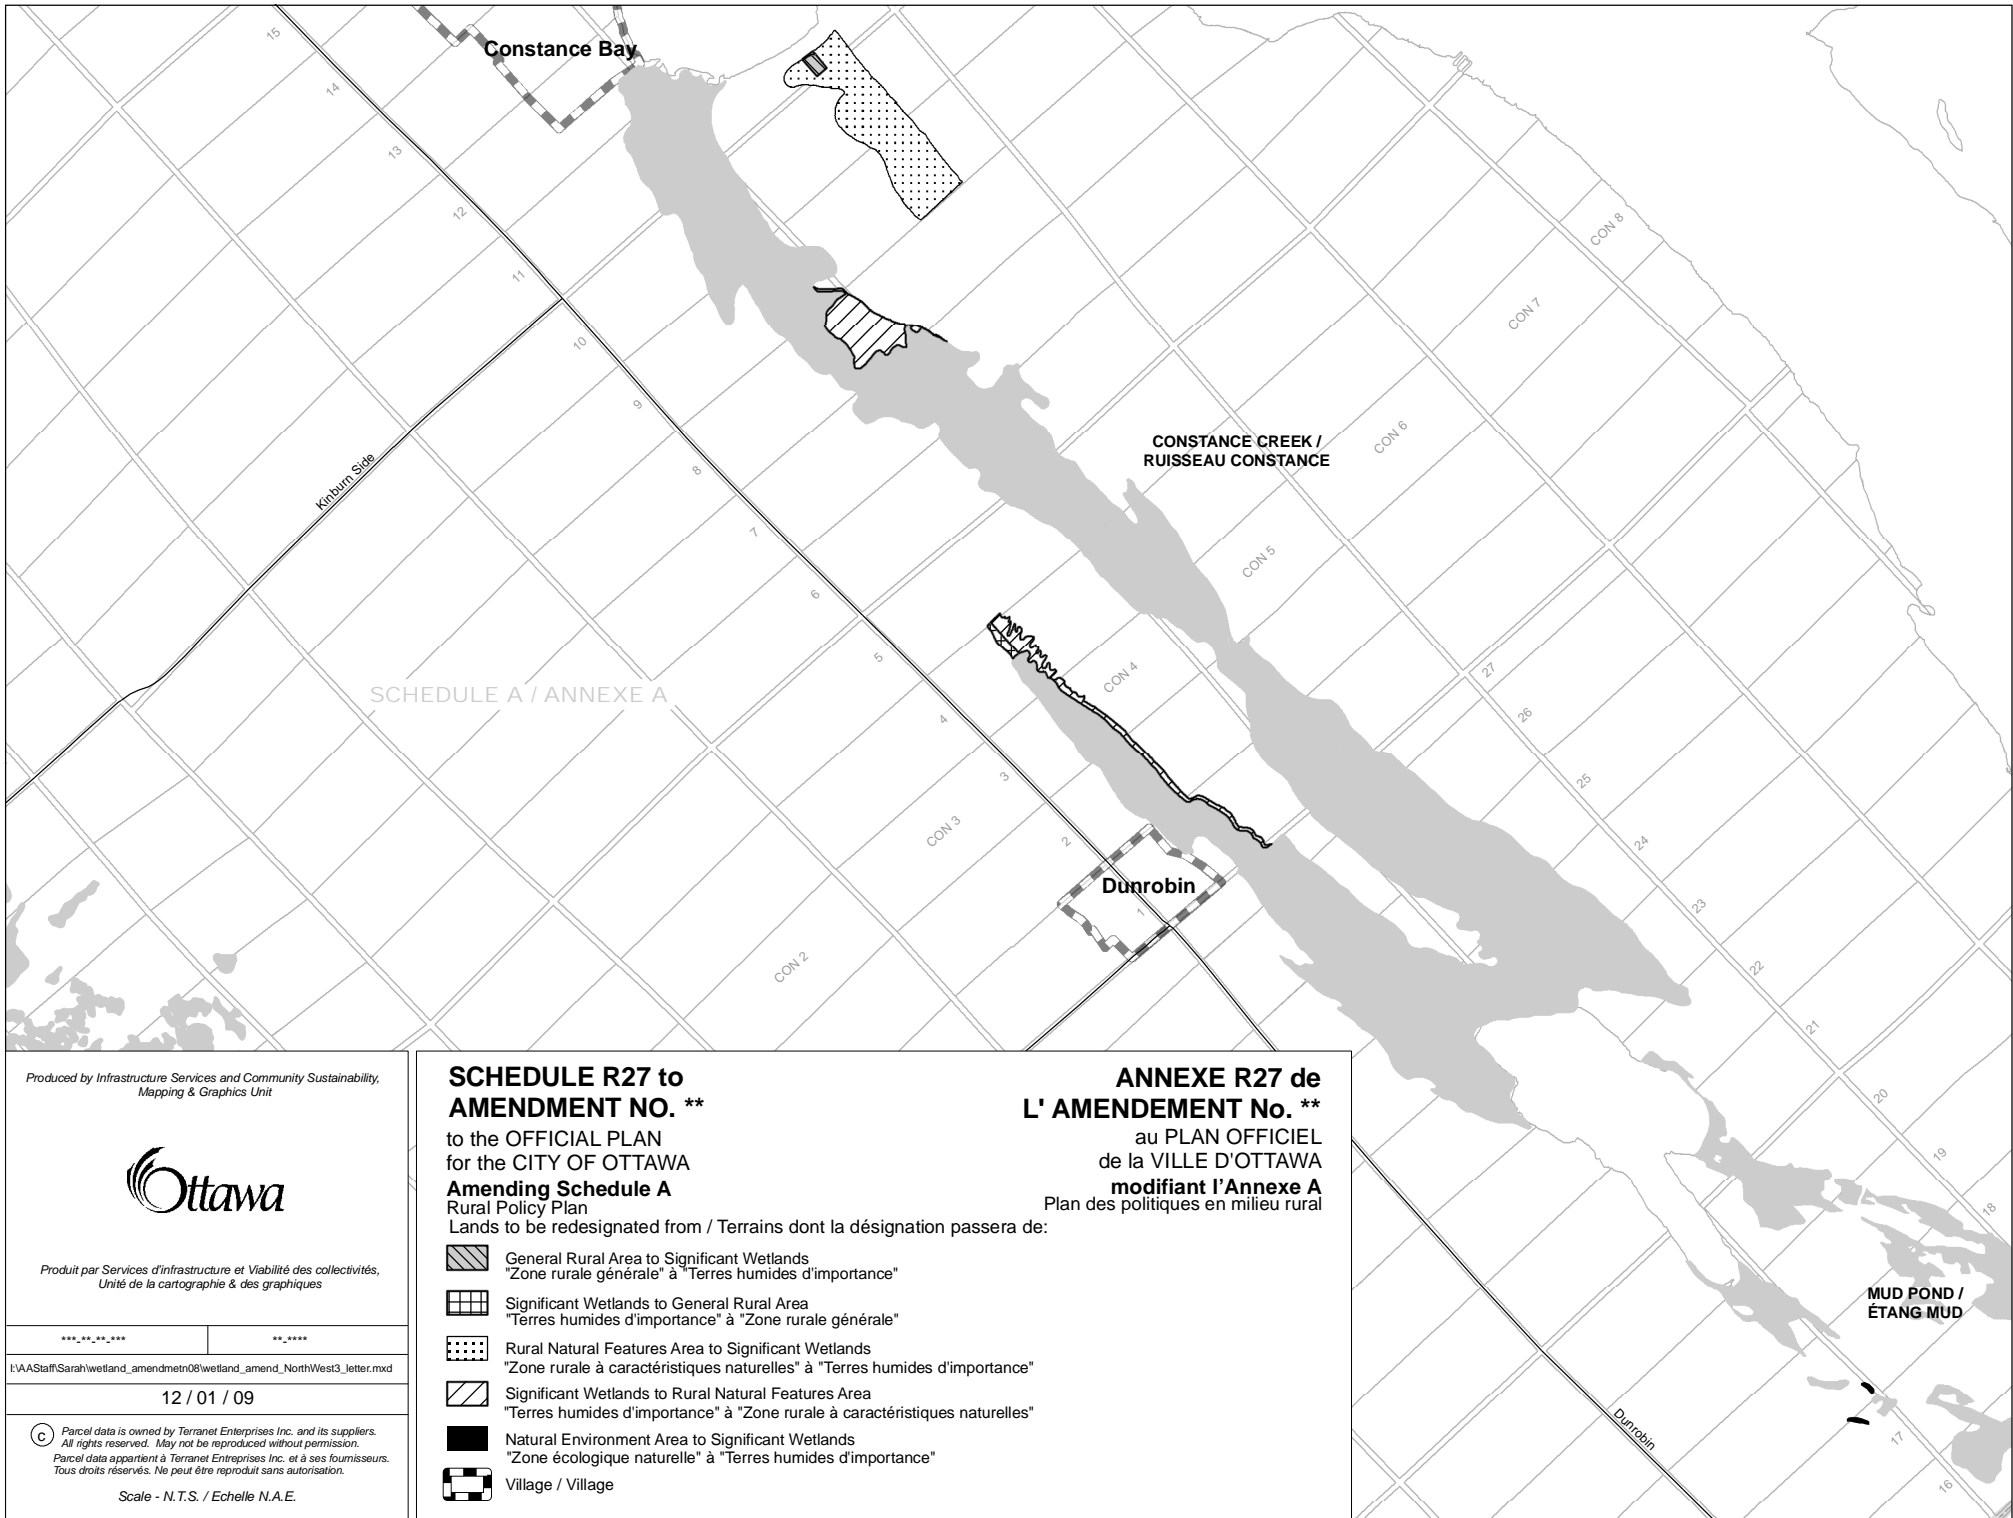 Constance Bay
15
14
13
12
11
10
9
8
7
6
5
4
3
2
1
CON 8
CON 7
CON 6
CON 5
CON 4
CON 3
CON 2
Kinburn Side
CONSTANCE CREEK /
RUISSEAU CONSTANCE
SCHEDULE A / ANNEXE A
Dunrobin
27
26
25
24
23
22
21
20
19
18
17
16
MUD POND /
ÉTANG MUD
Dunrobin
Produced by Infrastructure Services and Community Sustainability,
Mapping & Graphics Unit
Ottawa
Produit par Services d'infrastructure et Viabilité des collectivités,
Unité de la cartographie & des graphiques
***-**-**-***
**-****
I:\AAStaff\Sarah\wetland_amendmetn08\wetland_amend_NorthWest3_letter.mxd
12 / 01 / 09
C
Parcel data is owned by Terranet Enterprises Inc. and its suppliers.
All rights reserved. May not be reproduced without permission.
Parcel data appartient à Terranet Entreprises Inc. et à ses fournisseurs.
Tous droits réservés. Ne peut être reproduit sans autorisation.
Scale - N.T.S. / Echelle N.A.E.
SCHEDULE R27 to
AMENDMENT NO. **
to the OFFICIAL PLAN
for the CITY OF OTTAWA
Amending Schedule A
Rural Policy Plan
ANNEXE R27 de
L' AMENDEMENT No. **
au PLAN OFFICIEL
de la VILLE D'OTTAWA
modifiant l'Annexe A
Plan des politiques en milieu rural
Lands to be redesignated from / Terrains dont la désignation passera de:
General Rural Area to Significant Wetlands
"Zone rurale générale" à "Terres humides d'importance"
Significant Wetlands to General Rural Area
"Terres humides d'importance" à "Zone rurale générale"
Rural Natural Features Area to Significant Wetlands
"Zone rurale à caractéristiques naturelles" à "Terres humides d'importance"
Significant Wetlands to Rural Natural Features Area
"Terres humides d'importance" à "Zone rurale à caractéristiques naturelles"
Natural Environment Area to Significant Wetlands
"Zone écologique naturelle" à "Terres humides d'importance"
Village / Village